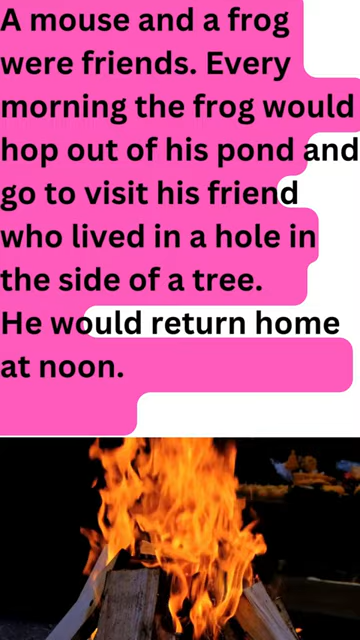 A mouse and a frog
were friends. Every
morning the frog would
hop out of his pond and
go to visit his friend
who lived in a hole in
the side of a tree.
He would return home
at noon.